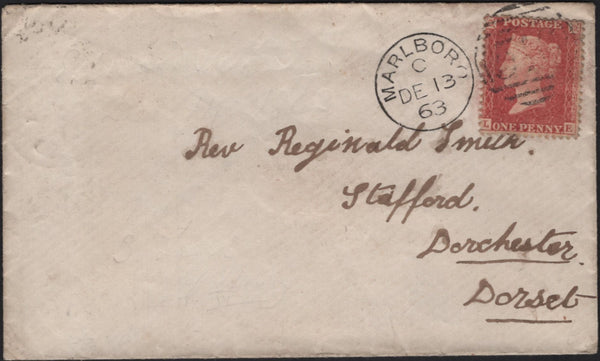 POSTAGE
MARLBORO
C
DE 13
63
L ONE PENNY E
Rev Reginald Smith.
Stafford.
Dorchester.
Dorset